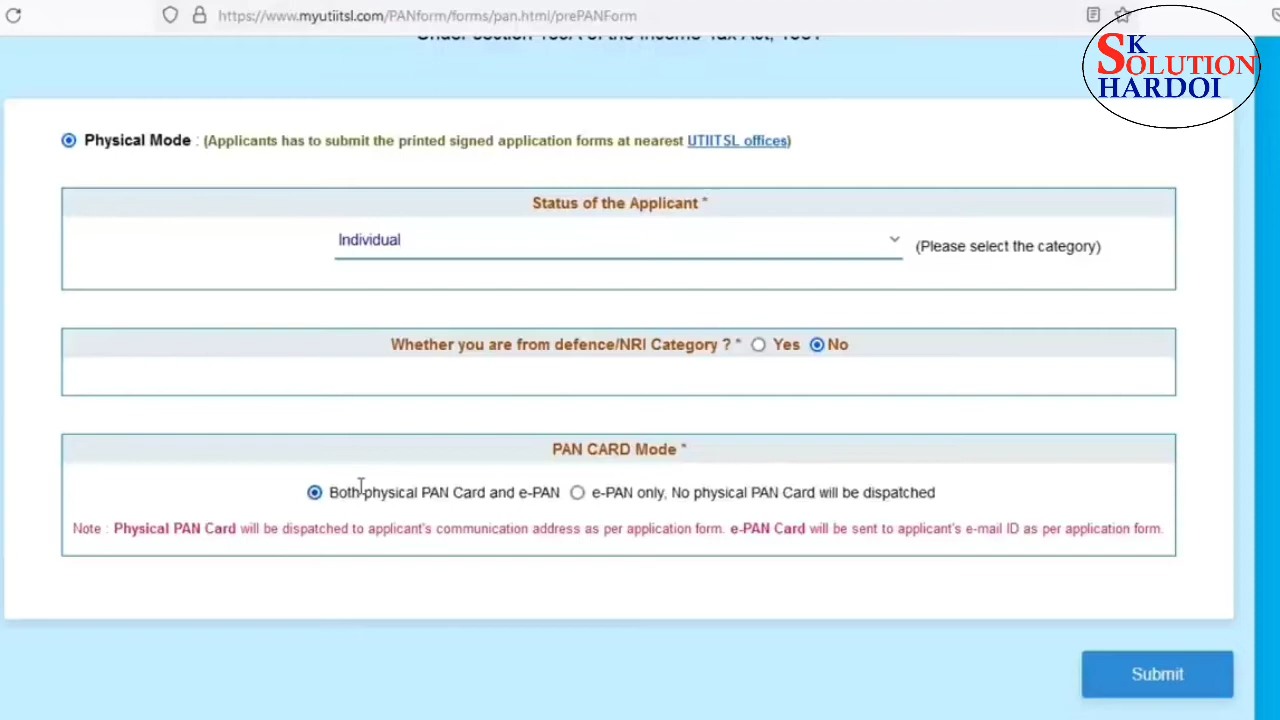 https://www.myutiitsl.com/PANform/forms/pan.html/prePANForm
SK
SOLUTION
HARDOI
Physical Mode : (Applicants has to submit the printed signed application forms at nearest UTIITSL offices)
Status of the Applicant *
Individual
(Please select the category)
Whether you are from defence/NRI Category ? * Yes No
PAN CARD Mode *
Both physical PAN Card and e-PAN e-PAN only, No physical PAN Card will be dispatched
Note : Physical PAN Card will be dispatched to applicant's communication address as per application form. e-PAN Card will be sent to applicant's e-mail ID as per application form.
Submit